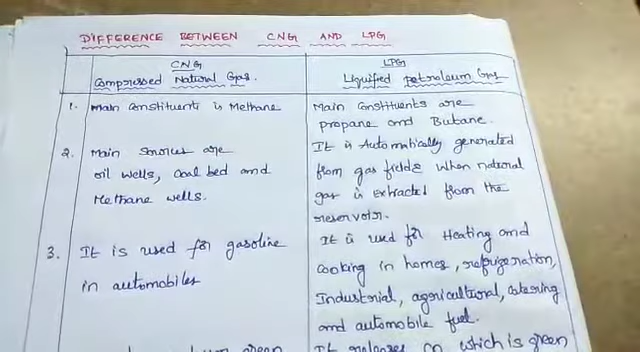 DIFFERENCE BETWEEN CNG AND LPG
CNG
Compressed Natural Gas.
LPG
Liquified petroleum Gas
1. Main Constituent is Methane
Main Constituents are
propane and Butane.
2. Main Sources are
oil wells, coal bed and
Methane wells.
It is Automatically generated
from gas fields when natural
gas is extracted from the
reservoir.
3. It is used for gasoline
in automobiles
It is used for Heating and
cooking in homes, refrigeration,
Industrial, agricultural, catering
and automobile fuel.
green
It releases which is green